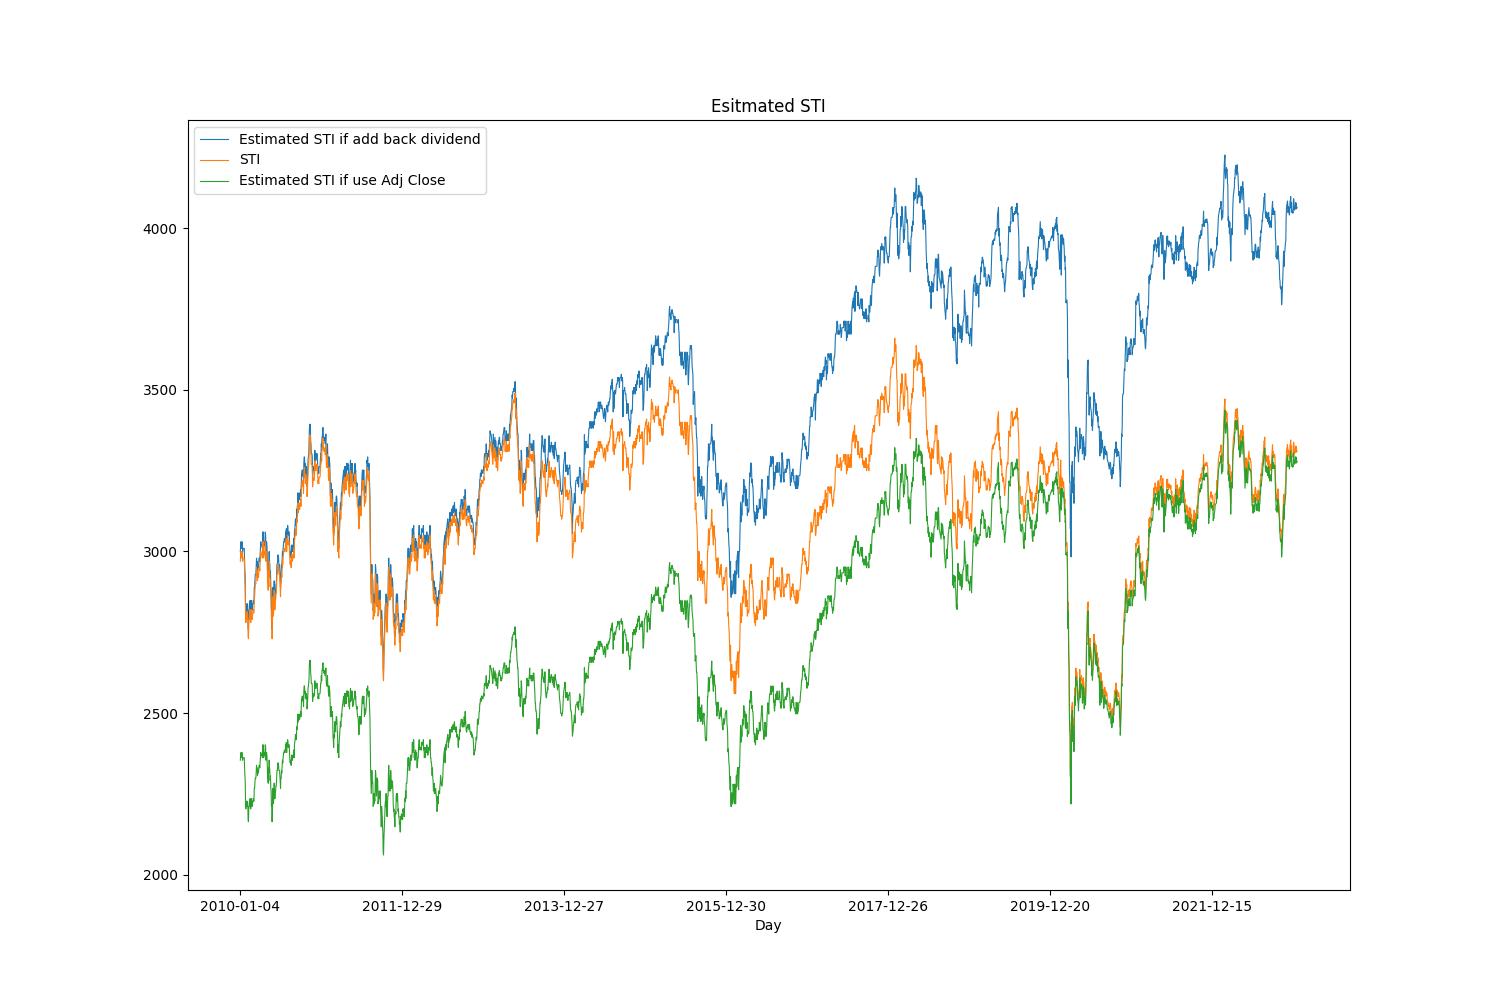 Esitmated STI
Estimated STI if add back dividend
STI
Estimated STI if use Adj Close
4000
3500
3000
2500
2000
2010-01-04 2011-12-29 2013-12-27 2015-12-30 2017-12-26 2019-12-20 2021-12-15
Day